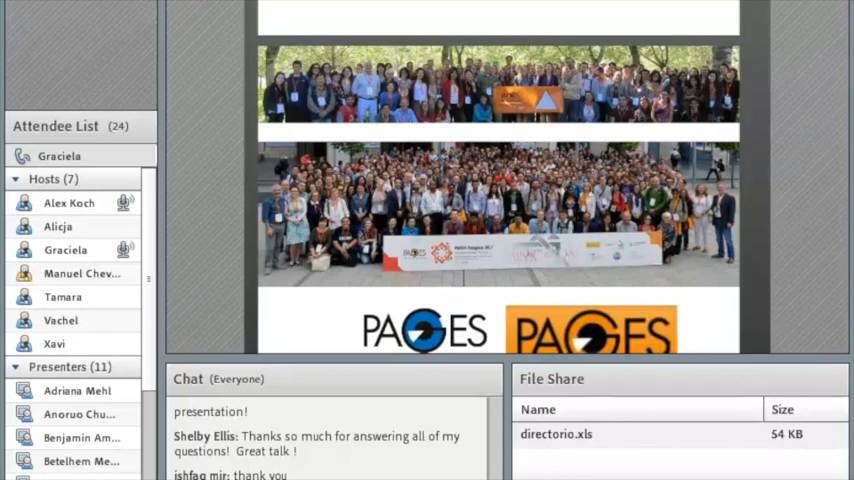 Attendee List (24)
Graciela
Hosts (7)
Alex Koch
Alicja
Graciela
Manuel Chev...
Tamara
Vachel
Xavi
Presenters (11)
Adriana Mehl
Anoruo Chu...
Benjamin Am...
Betelhem Me...
PAGES PAGES
Chat (Everyone)
presentation!
Shelby Ellis: Thanks so much for answering all of my
questions! Great talk !
ishfaq mir: thank you
File Share
Name Size
directorio.xls 54 KB